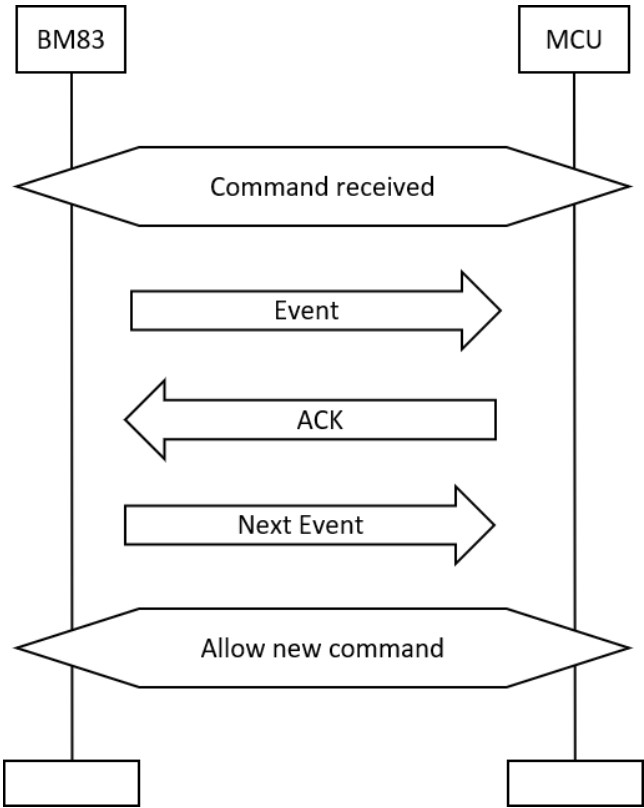 BM83
MCU
Command received
Event
ACK
Next Event
Allow new command